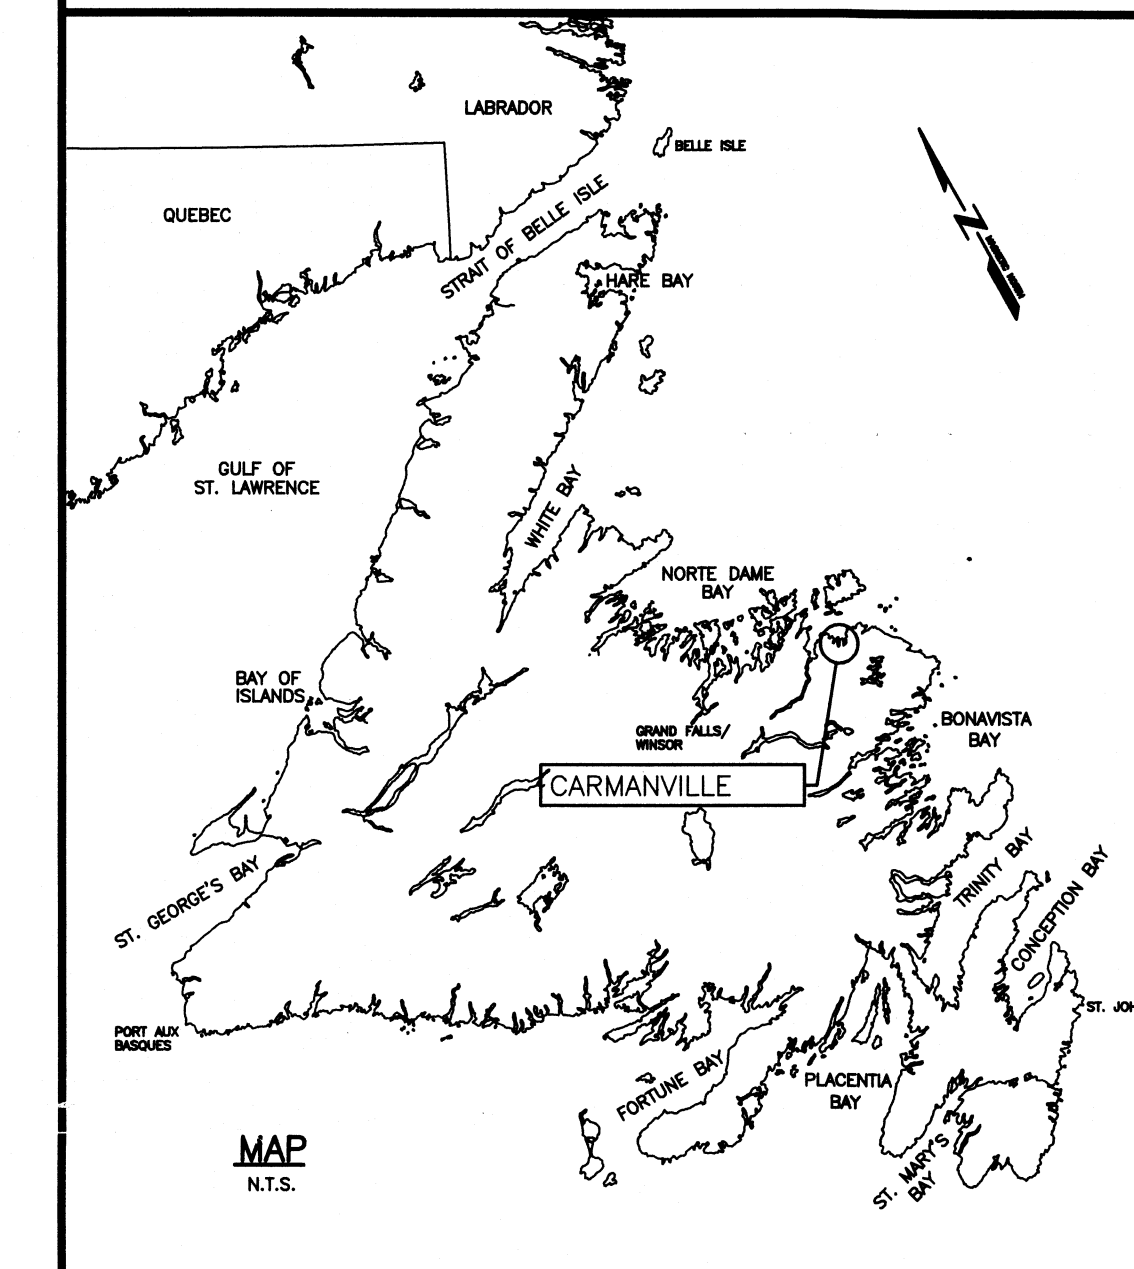 LABRADOR
BELLE ISLE
QUEBEC
STRAIT OF BELLE ISLE
HARE BAY
GULF OF
ST. LAWRENCE
WHITE BAY
NORTE DAME
BAY
BAY OF
ISLANDS
GRAND FALLS/
WINSOR
BONAVISTA
BAY
CARMANVILLE
TRINITY BAY
CONCEPTION BAY
ST. GEORGE'S BAY
ST. JOH
PORT AUX
BASQUES
FORTUNE BAY
PLACENTIA
BAY
ST. MARY'S
BAY
MAP
N.T.S.